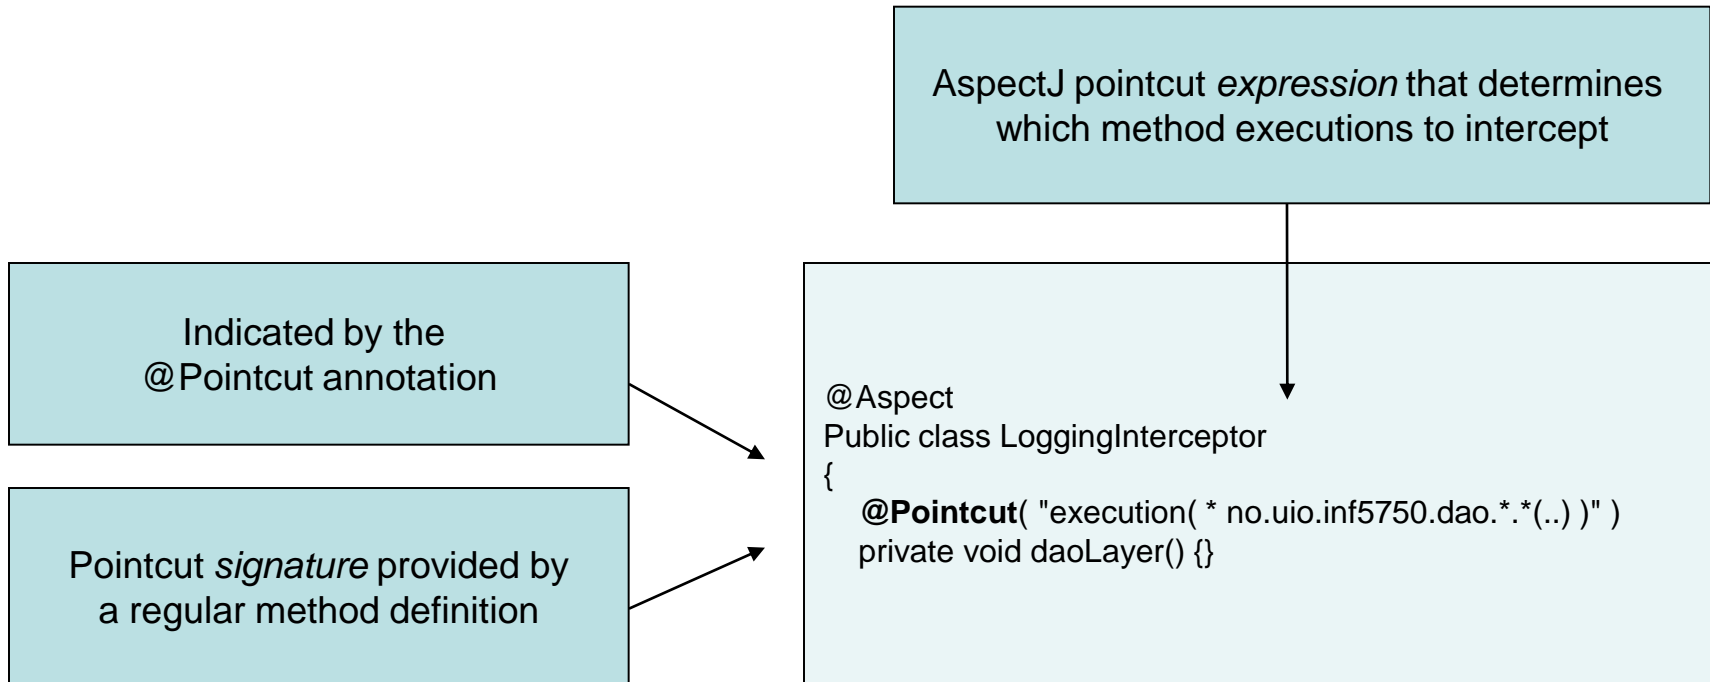 AspectJ pointcut expression that determines
which method executions to intercept
Indicated by the
@Pointcut annotation
Pointcut signature provided by
a regular method definition
@Aspect
Public class LoggingInterceptor
{
@Pointcut( "execution( * no.uio.inf5750.dao.*.*(..) )" )
private void daoLayer() {}